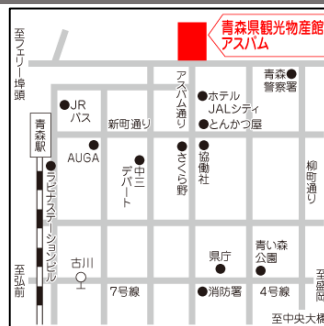 青森県観光物産館
アスパム
至フェリー埠頭
アスパム通り
青森
警察署
JR
バス
ホテル
JALシティ
とんかつ屋
新町通り
青森駅
AUGA
中三
デパート
さくら野
協働社
柳町通り
ラビナステーションビル
古川
県庁
青い森
公園
至弘前
7号線
消防署
4号線
至盛岡
至中央大橋